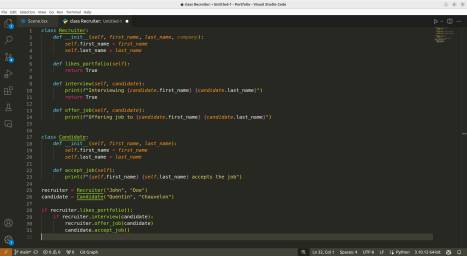 ● class Recruiter: • Untitled-1 - Portfolio - Visual Studio Code
File Edit Selection View Go Run Terminal Help
Scene.tsx class Recruiter: Untitled-1 ●
1 class Recruiter:
2 def __init__(self, first_name, last_name, company):
3 self.first_name = first_name
4 self.last_name = last_name
5
6 def likes_portfolio(self):
7 return True
8
9 def interview(self, candidate):
10 print(f"Interviewing {candidate.first_name} {candidate.last_name}")
11 return True
12
13 def offer_job(self, candidate):
14 print(f"Offering job to {candidate.first_name} {candidate.last_name}")
15
16
17 class Candidate:
18 def __init__(self, first_name, last_name):
19 self.first_name = first_name
20 self.last_name = last_name
21
22 def accept_job(self):
23 print(f"{self.first_name} {self.last_name} accepts the job")
24
25 recruiter = Recruiter("John", "Doe")
26 candidate = Candidate("Quentin", "Chauvelon")
27
28 if recruiter.likes_portfolio():
29 if recruiter.interview(candidate):
30 recruiter.offer_job(candidate)
31 candidate.accept_job()
32
main* Git Graph Ln 32, Col 1 Spaces: 4 UTF-8 LF Python 3.10.12 64-bit